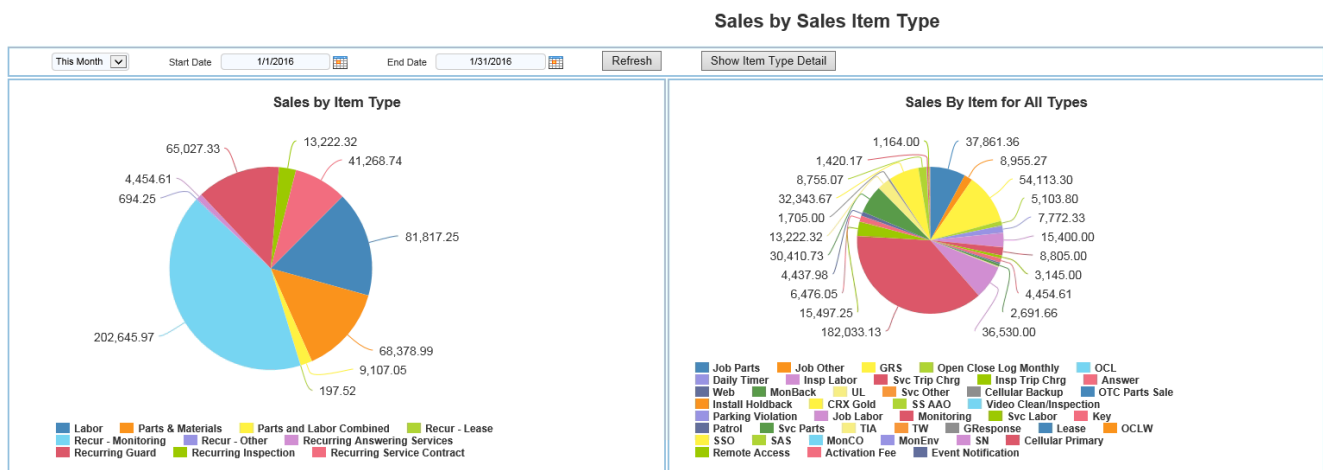 Sales by Sales Item Type
This Month Start Date 1/1/2016 End Date 1/31/2016 Refresh Show Item Type Detail
Sales by Item Type
13,222.32
65,027.33
41,268.74
4,454.61
694.25
81,817.25
202,645.97
68,378.99
9,107.05
197.52
Labor Parts & Materials Parts and Labor Combined Recur - Lease
Recur - Monitoring Recur - Other Recurring Answering Services
Recurring Guard Recurring Inspection Recurring Service Contract
Sales By Item for All Types
1,164.00 37,861.36
1,420.17 8,955.27
8,755.07 54,113.30
32,343.67 5,103.80
1,705.00 7,772.33
13,222.32 15,400.00
30,410.73 8,805.00
4,437.98 3,145.00
6,476.05 4,454.61
15,497.25 2,691.66
182,033.13 36,530.00
Job Parts Job Other GRS Open Close Log Monthly OCL
Daily Timer Insp Labor Svc Trip Chrg Insp Trip Chrg Answer
Web MonBack UL Svc Other Cellular Backup OTC Parts Sale
Install Holdback CRX Gold SS AAO Video Clean/Inspection
Parking Violation Job Labor Monitoring Svc Labor Key
Patrol Svc Parts TIA TW GResponse Lease OCLW
SSO SAS MonCO MonEnv SN Cellular Primary
Remote Access Activation Fee Event Notification